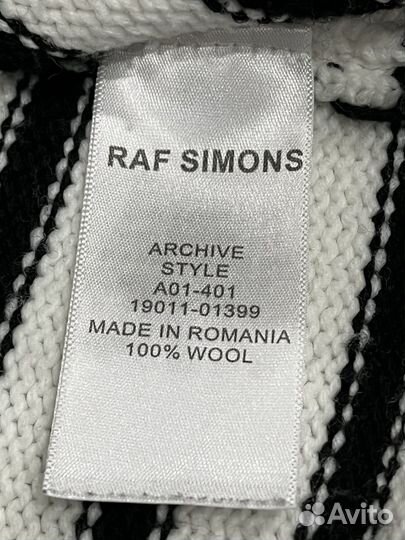 RAF SIMONS
ARCHIVE
STYLE
A01-401
19011-01399
MADE IN ROMANIA
100% WOOL
Avito